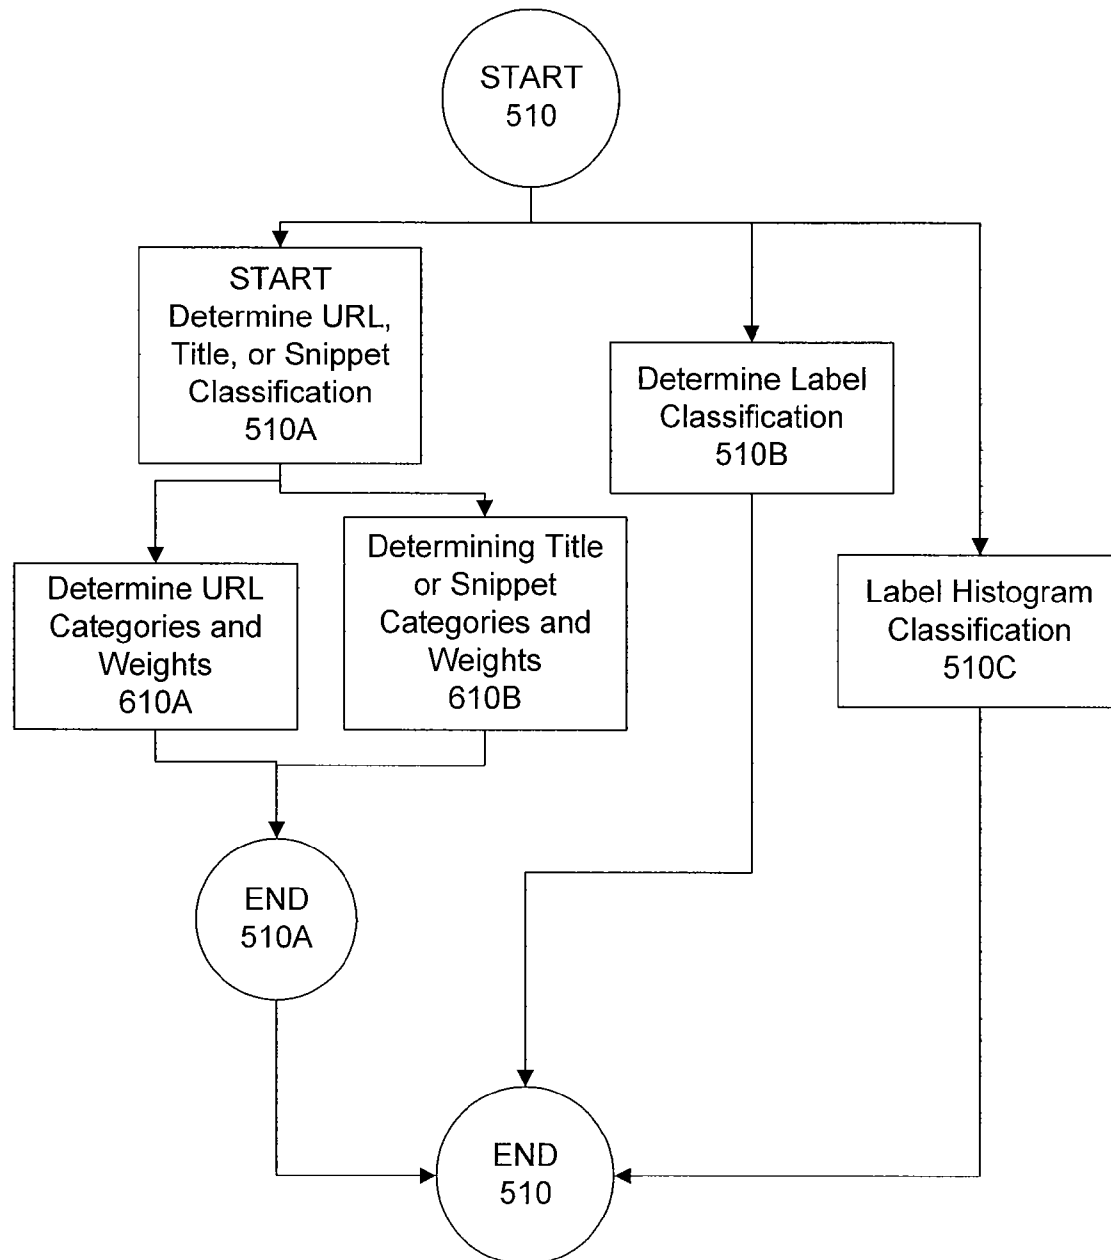 START
510
START
Determine URL,
Title, or Snippet
Classification
510A
Determine Label
Classification
510B
Determining Title
or Snippet
Categories and
Weights
610B
Determine URL
Categories and
Weights
610A
Label Histogram
Classification
510C
END
510A
END
510